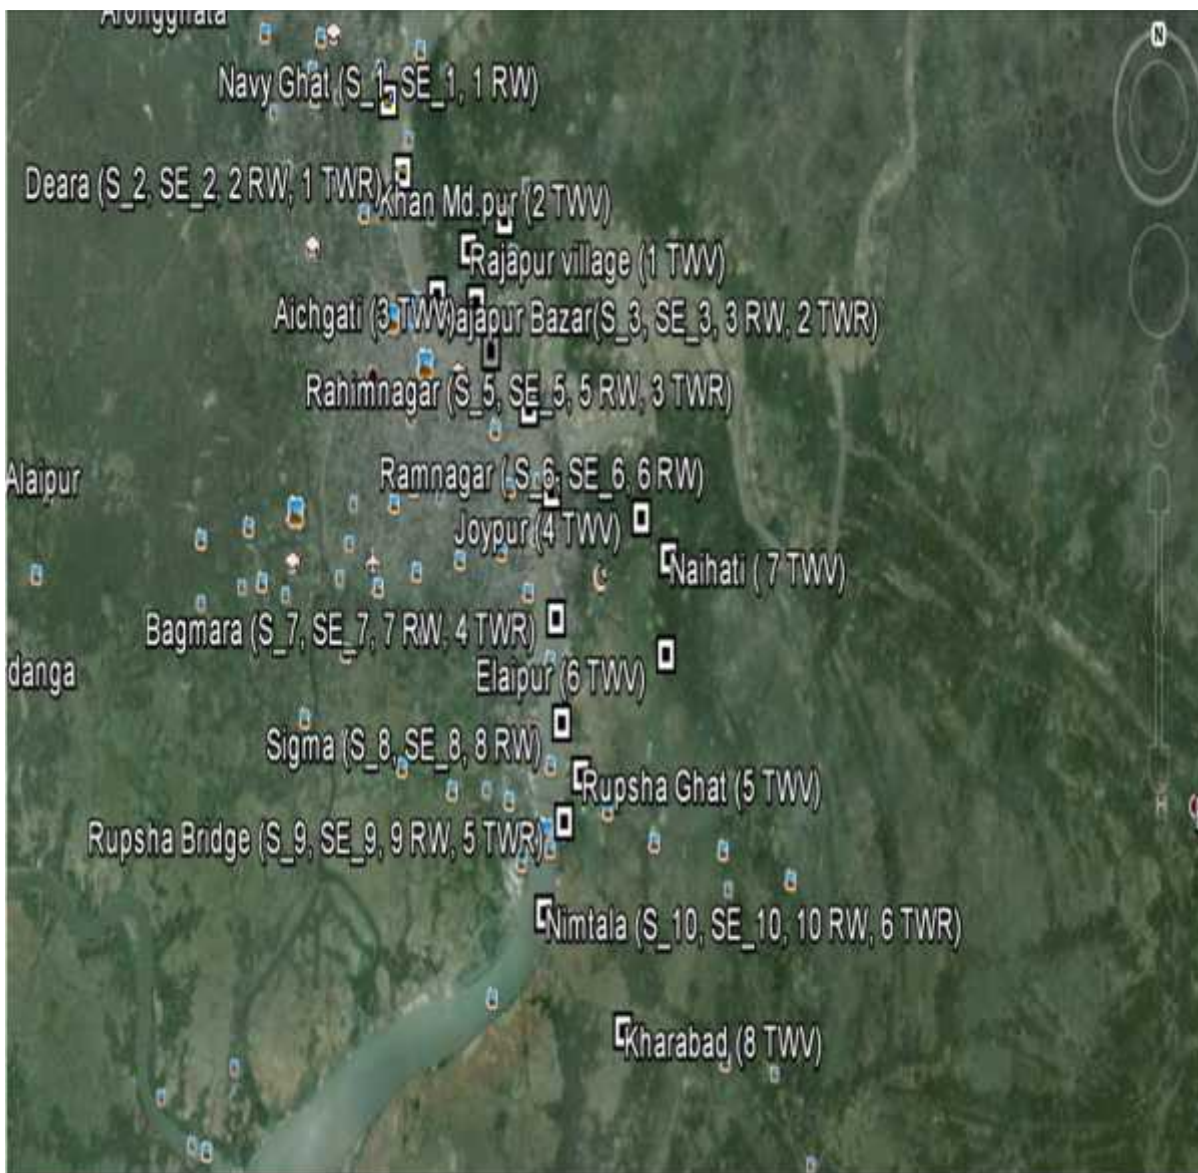 Arongghata
N
Navy Ghat (S_1, SE_1, 1 RW)
Deara (S_2, SE_2, 2 RW, 1 TWR)
Khan Md.pur (2 TWV)
Rajapur village (1 TWV)
Aichgati (3 TWV)
ajapur Bazar(S_3, SE_3, 3 RW, 2 TWR)
Rahimnagar (S_5, SE_5, 5 RW, 3 TWR)
Alaipur
Ramnagar ( S_6, SE_6, 6 RW)
Joypur (4 TWV)
Naihati ( 7 TWV)
Bagmara (S_7, SE_7, 7 RW, 4 TWR)
danga
Elaipur (6 TWV)
Sigma (S_8, SE_8, 8 RW)
Rupsha Ghat (5 TWV)
Rupsha Bridge (S_9, SE_9, 9 RW, 5 TWR)
Nimtala (S_10, SE_10, 10 RW, 6 TWR)
Kharabad (8 TWV)